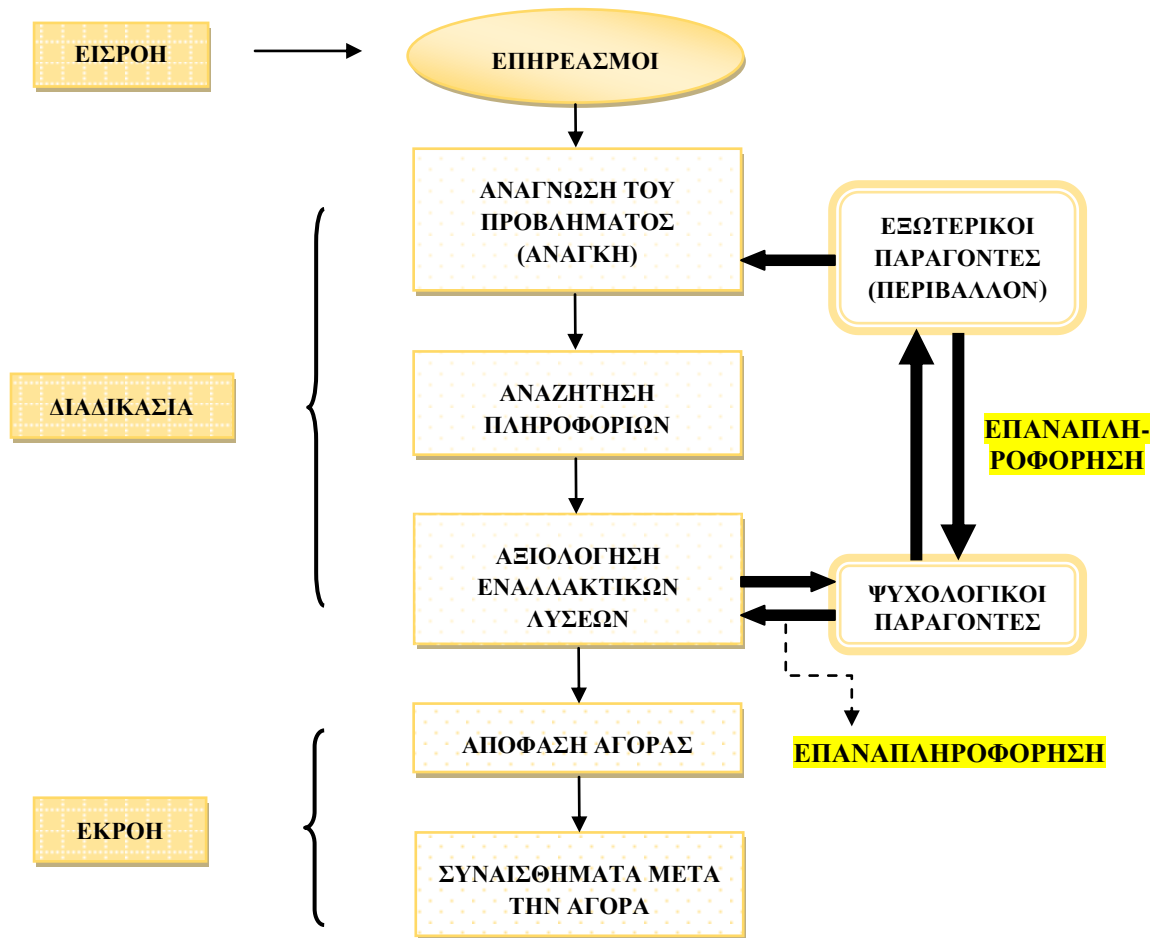 ΕΙΣΡΟΗ
ΕΠΗΡΕΑΣΜΟΙ
ΑΝΑΓΝΩΣΗ ΤΟΥ
ΠΡΟΒΛΗΜΑΤΟΣ
(ΑΝΑΓΚΗ)
ΕΞΩΤΕΡΙΚΟΙ
ΠΑΡΑΓΟΝΤΕΣ
(ΠΕΡΙΒΑΛΛΟΝ)
ΔΙΑΔΙΚΑΣΙΑ
ΑΝΑΖΗΤΗΣΗ
ΠΛΗΡΟΦΟΡΙΩΝ
ΕΠΑΝΑΠΛΗ-
ΡΟΦΟΡΗΣΗ
ΑΞΙΟΛΟΓΗΣΗ
ΕΝΑΛΛΑΚΤΙΚΩΝ
ΛΥΣΕΩΝ
ΨΥΧΟΛΟΓΙΚΟΙ
ΠΑΡΑΓΟΝΤΕΣ
ΑΠΟΦΑΣΗ ΑΓΟΡΑΣ
ΕΠΑΝΑΠΛΗΡΟΦΟΡΗΣΗ
ΕΚΡΟΗ
ΣΥΝΑΙΣΘΗΜΑΤΑ ΜΕΤΑ
ΤΗΝ ΑΓΟΡΑ